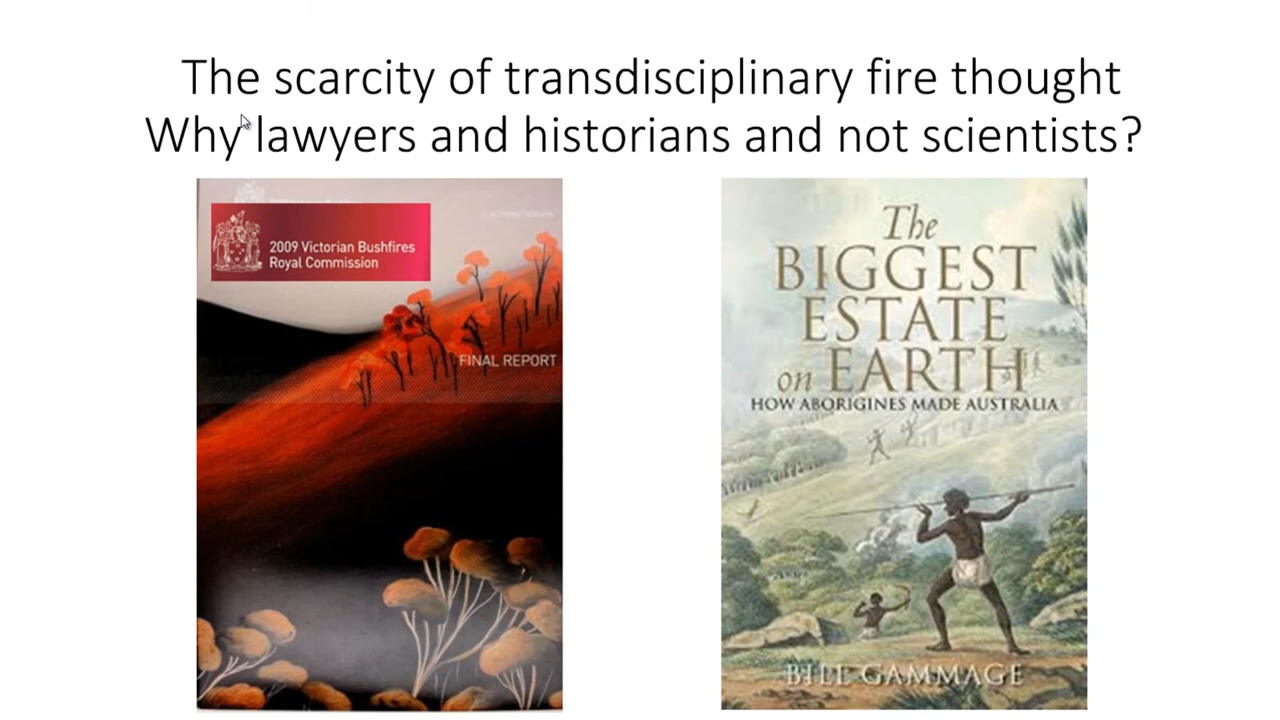 The scarcity of transdisciplinary fire thought
Why lawyers and historians and not scientists?
2009 Victorian Bushfires
Royal Commission
FINAL REPORT
The
BIGGEST
ESTATE
on EARTH
HOW ABORIGINES MADE AUSTRALIA
BILL GAMMAGE